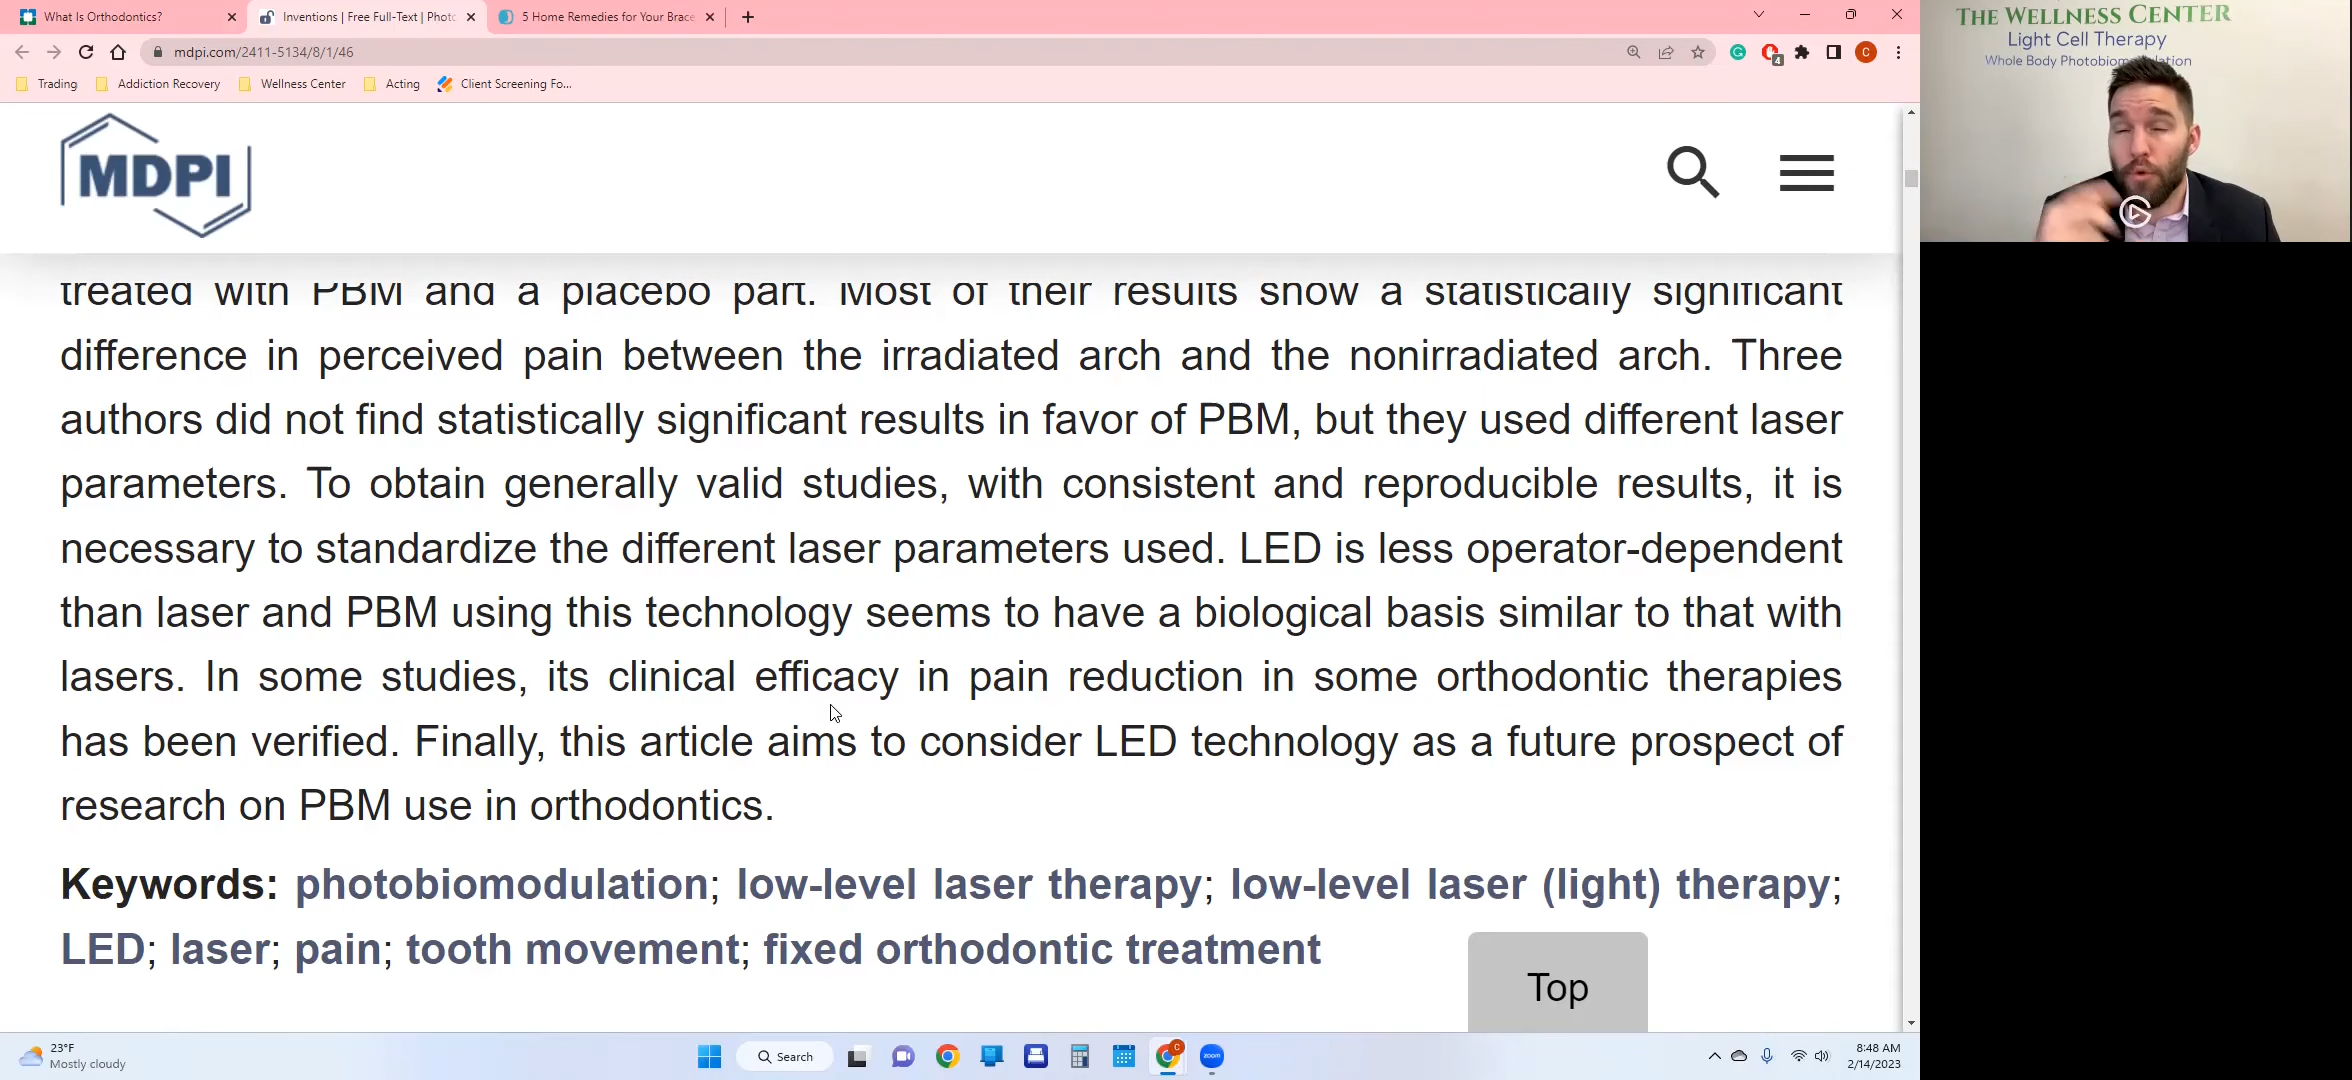 What Is Orthodontics?
Inventions | Free Full-Text | Photo
5 Home Remedies for Your Brace
mdpi.com/2411-5134/8/1/46
4
C
Trading
Addiction Recovery
Wellness Center
Acting
Client Screening Fo...
THE WELLNESS CENTER
Light Cell Therapy
Whole Body
MDPI
treated with PBM and a placebo part. Most of their results show a statistically significant
difference in perceived pain between the irradiated arch and the nonirradiated arch. Three
authors did not find statistically significant results in favor of PBM, but they used different laser
parameters. To obtain generally valid studies, with consistent and reproducible results, it is
necessary to standardize the different laser parameters used. LED is less operator-dependent
than laser and PBM using this technology seems to have a biological basis similar to that with
lasers. In some studies, its clinical efficacy in pain reduction in some orthodontic therapies
has been verified. Finally, this article aims to consider LED technology as a future prospect of
research on PBM use in orthodontics.
Keywords: photobiomodulation; low-level laser therapy; low-level laser (light) therapy;
LED; laser; pain; tooth movement; fixed orthodontic treatment
Top
23°F
Mostly cloudy
Search
C
zoom
8:48 AM
2/14/2023